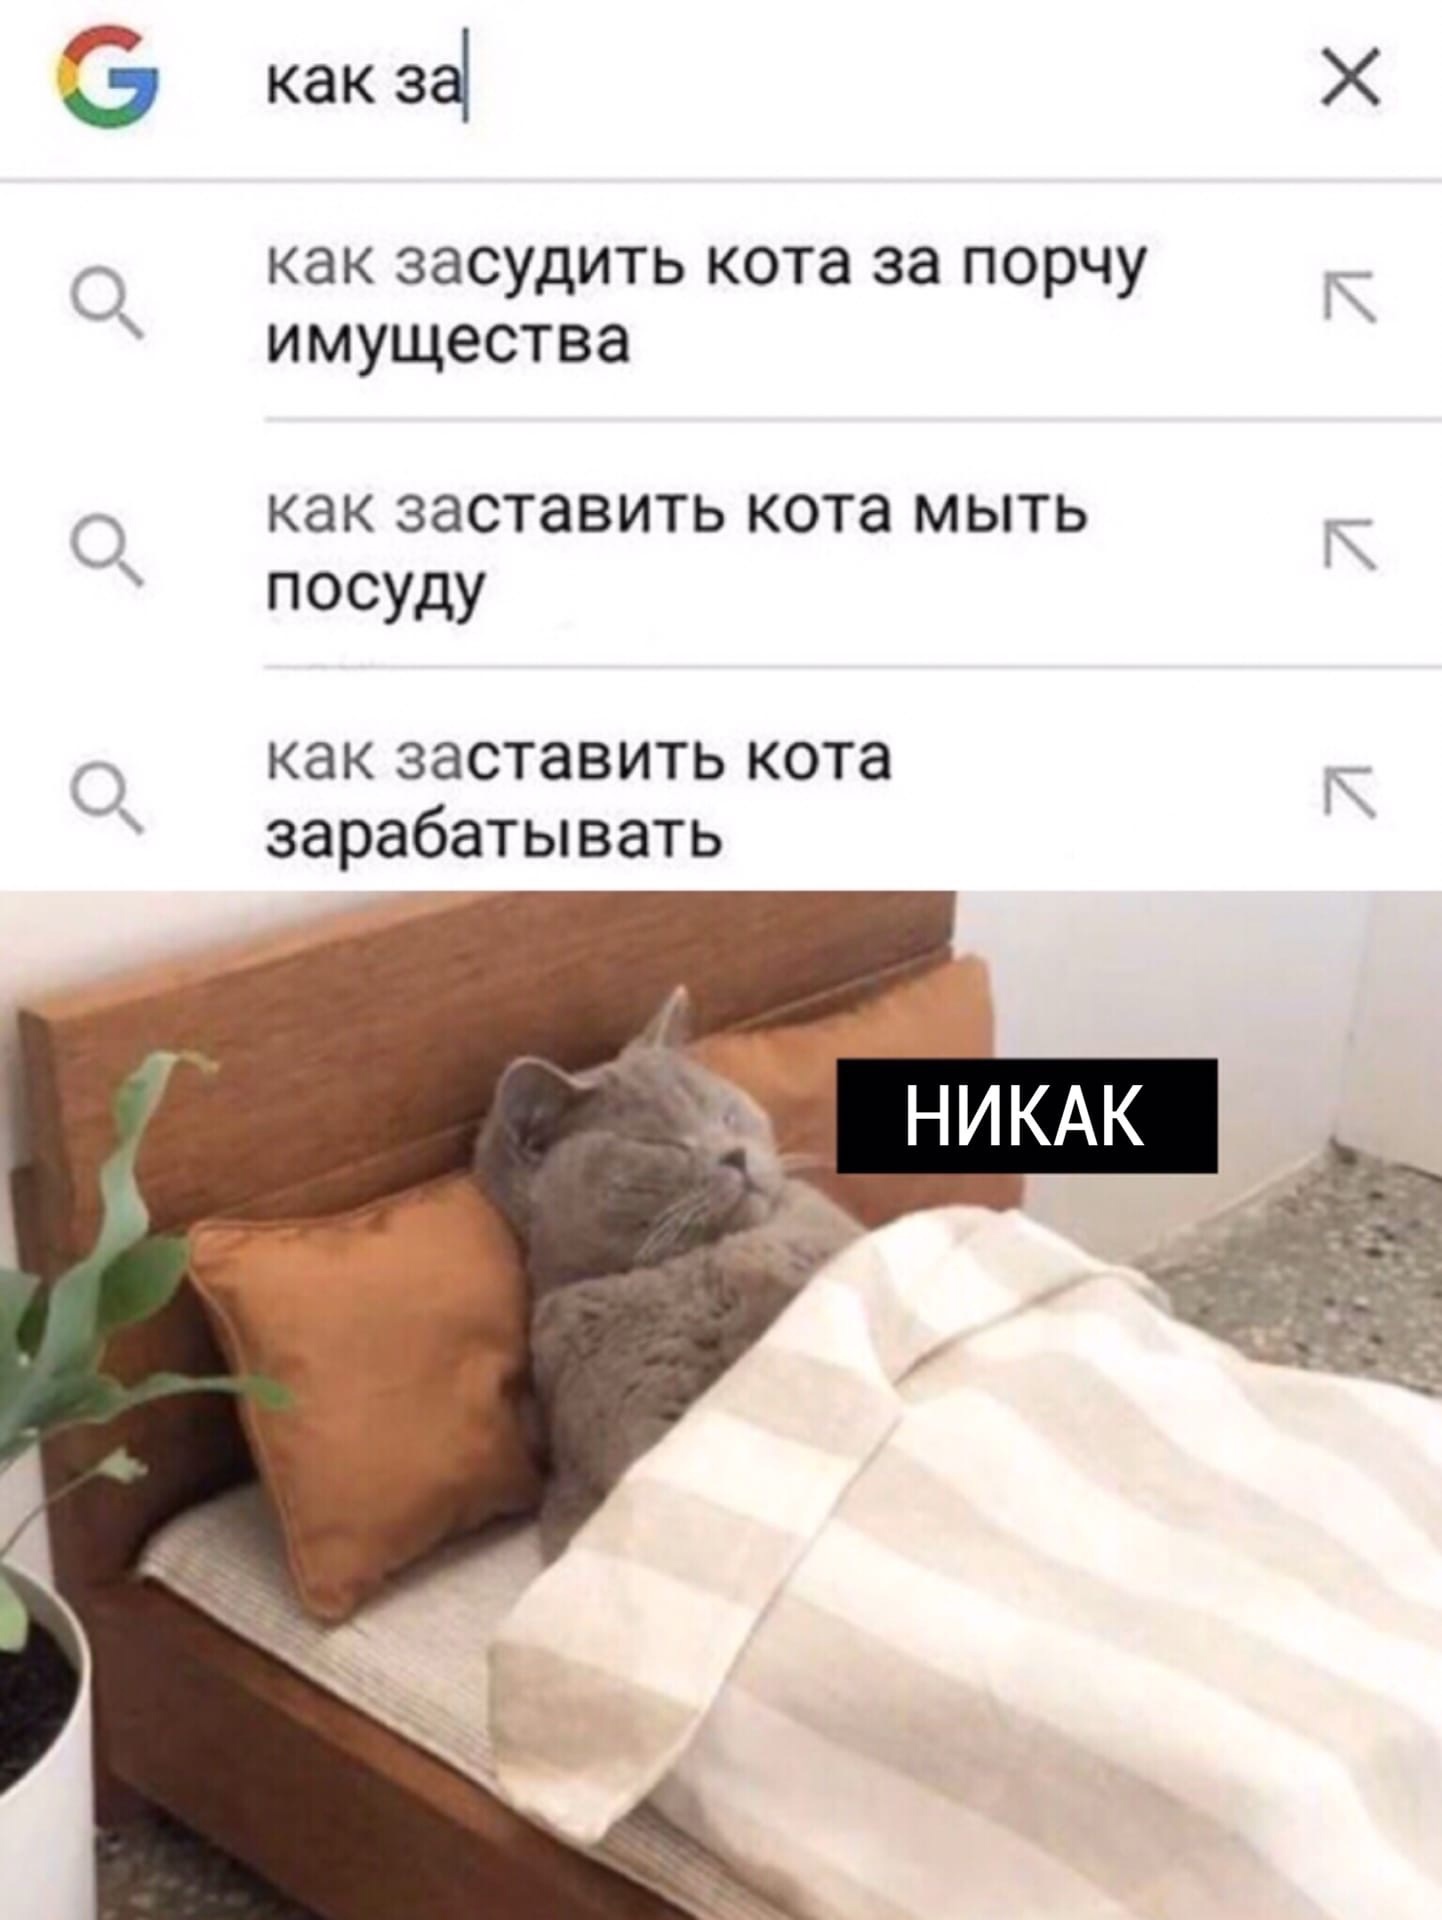 как за
как засудить кота за порчу
имущества
как заставить кота мыть
посуду
как заставить кота
зарабатывать
НИКАК